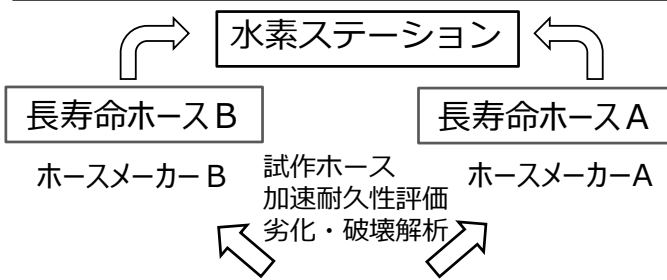 水素ステーション
長寿命ホースB
長寿命ホースA
ホースメーカーB
試作ホース
加速耐久性評価
劣化・破壊解析
ホースメーカーA